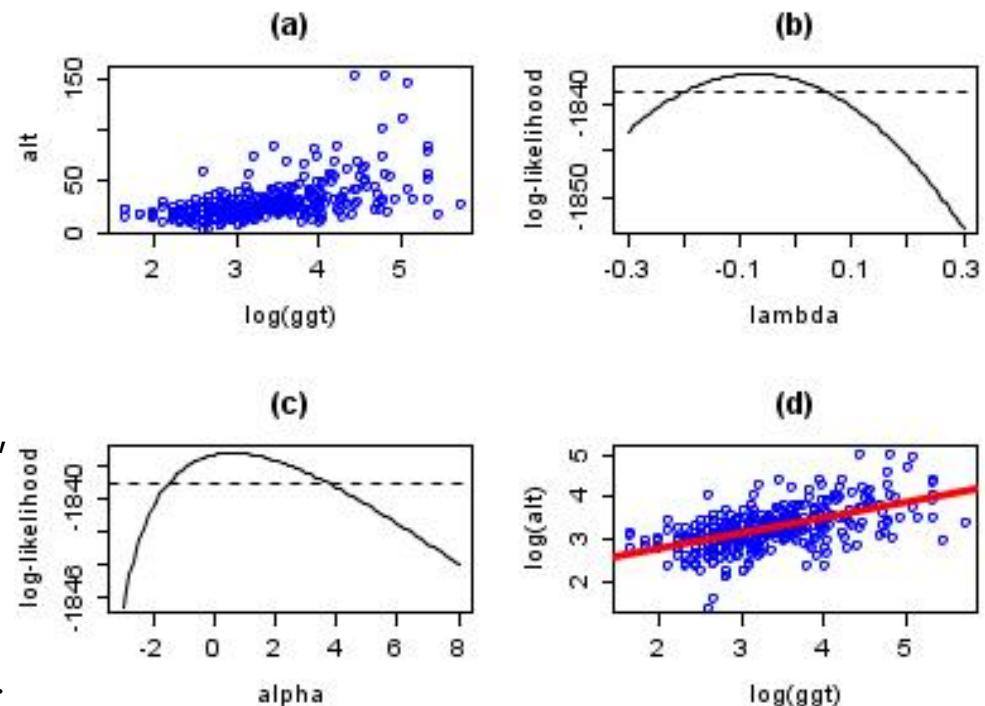 (a)
alt
0
50
150
2 3 4 5
log(ggt)
(b)
log-likelihood
-1850
-1840
-0.3 -0.1 0.1 0.3
lambda
(c)
log-likelihood
-1846
-1840
-2 0 2 4 6 8
alpha
(d)
log(alt)
2
3
4
5
2 3 4 5
log(ggt)